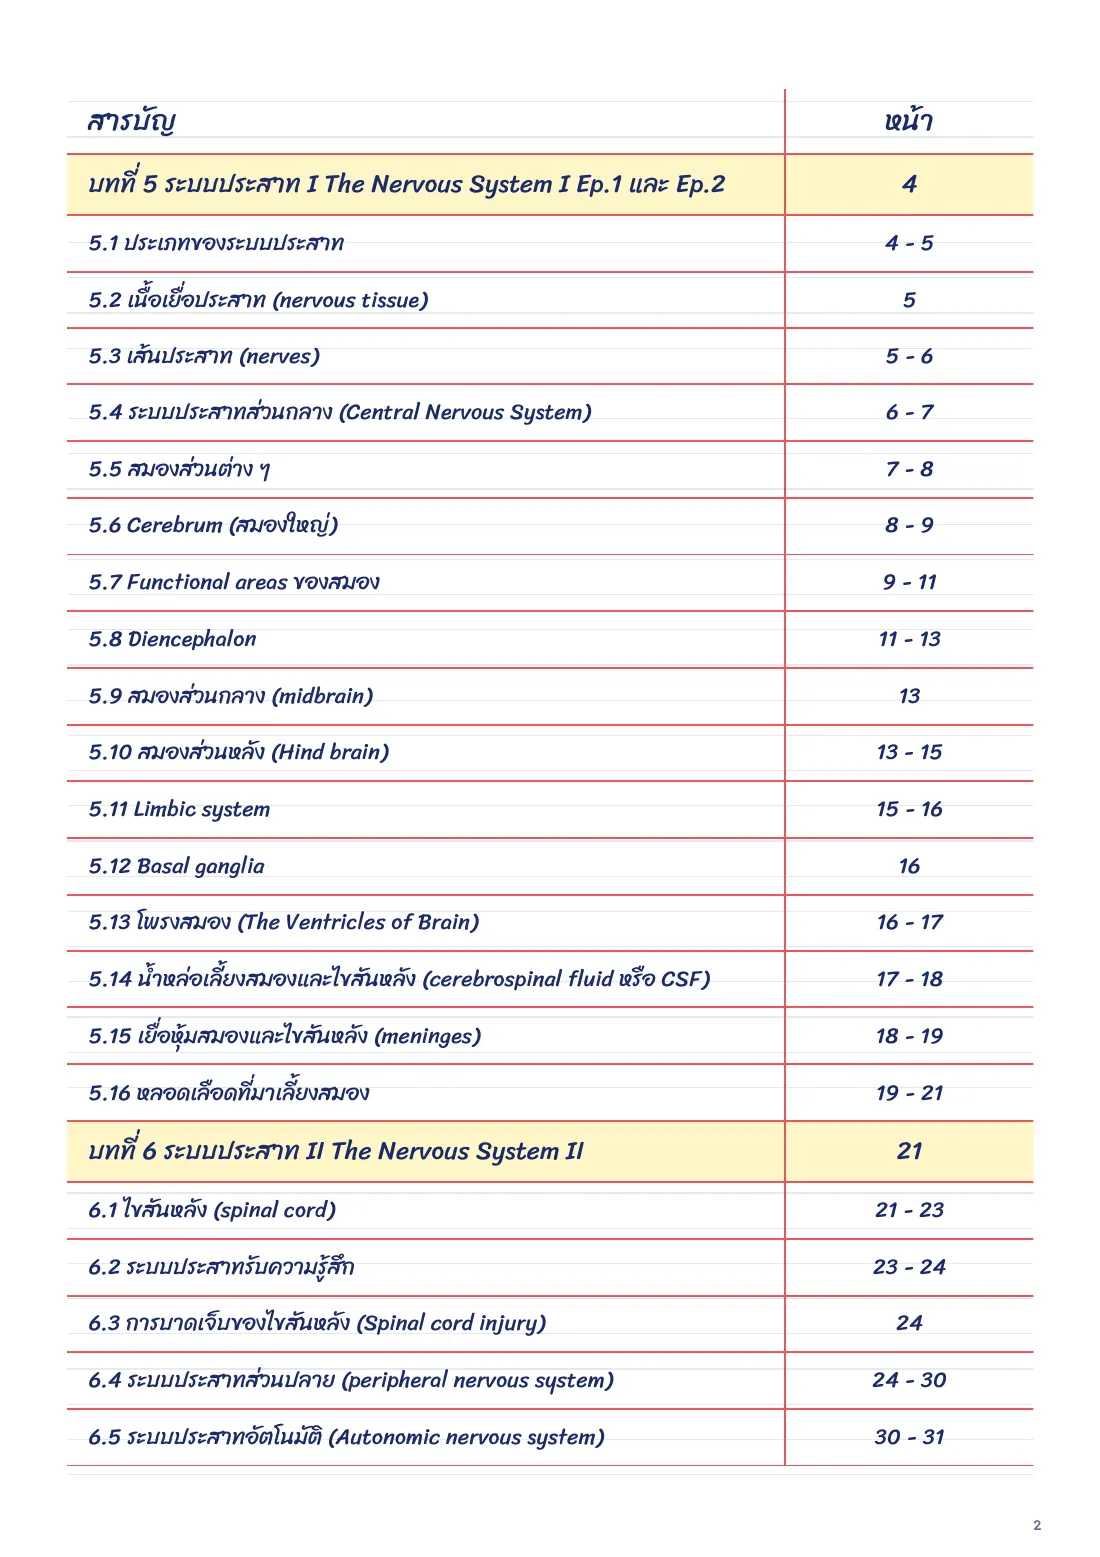 สารบัญ หน้า
บทที่ 5 ระบบประสาท I The Nervous System I Ep.1 และ Ep.2 4
5.1 ประเภทของระบบประสาท 4 - 5
5.2 เนื้อเยื่อประสาท (nervous tissue) 5
5.3 เส้นประสาท (nerves) 5 - 6
5.4 ระบบประสาทส่วนกลาง (Central Nervous System) 6 - 7
5.5 สมองส่วนต่าง ๆ 7 - 8
5.6 Cerebrum (สมองใหญ่) 8 - 9
5.7 Functional areas ของสมอง 9 - 11
5.8 Diencephalon 11 - 13
5.9 สมองส่วนกลาง (midbrain) 13
5.10 สมองส่วนหลัง (Hind brain) 13 - 15
5.11 Limbic system 15 - 16
5.12 Basal ganglia 16
5.13 โพรงสมอง (The Ventricles of Brain) 16 - 17
5.14 น้ำหล่อเลี้ยงสมองและไขสันหลัง (cerebrospinal fluid หรือ CSF) 17 - 18
5.15 เยื่อหุ้มสมองและไขสันหลัง (meninges) 18 - 19
5.16 หลอดเลือดที่มาเลี้ยงสมอง 19 - 21
บทที่ 6 ระบบประสาท II The Nervous System II 21
6.1 ไขสันหลัง (spinal cord) 21 - 23
6.2 ระบบประสาทรับความรู้สึก 23 - 24
6.3 การบาดเจ็บของไขสันหลัง (Spinal cord injury) 24
6.4 ระบบประสาทส่วนปลาย (peripheral nervous system) 24 - 30
6.5 ระบบประสาทอัตโนมัติ (Autonomic nervous system) 30 - 31
2